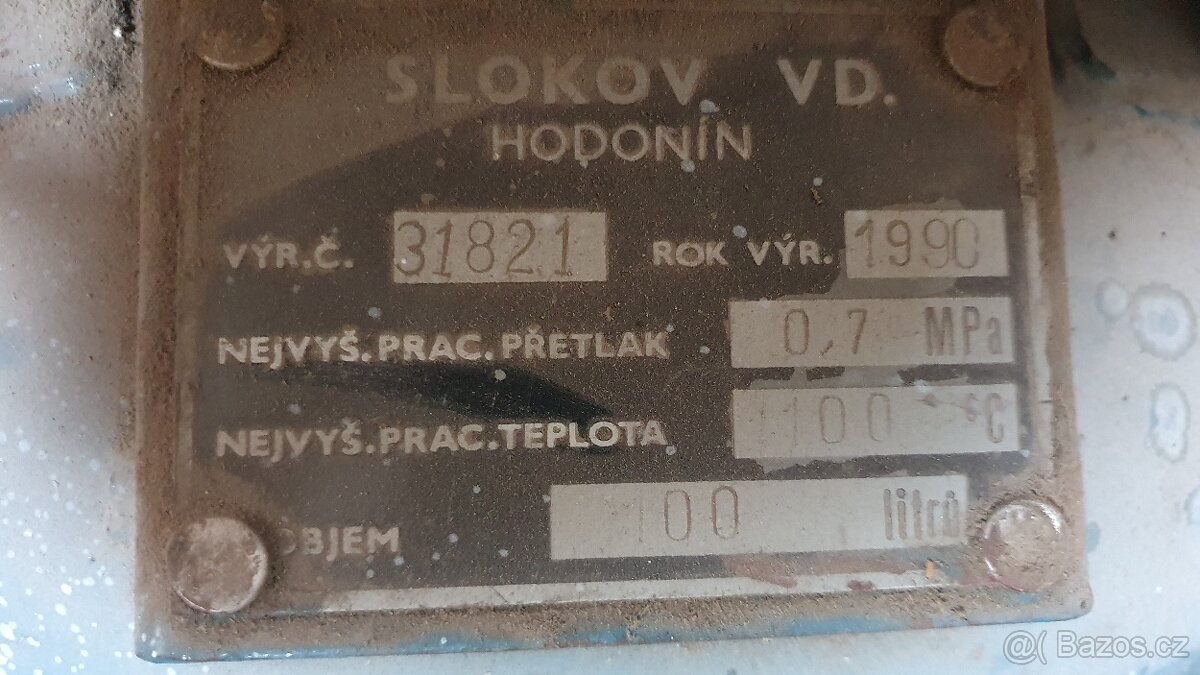 SLOKOV VD.
HODONÍN
VÝR.Č. 31821 ROK VÝR. 1990
NEJVYŠ.PRAC.PŘETLAK 0,7 MPa
NEJVYŠ.PRAC.TEPLOTA 100 °C
OBJEM 100 litrů
@( Bazos.cz